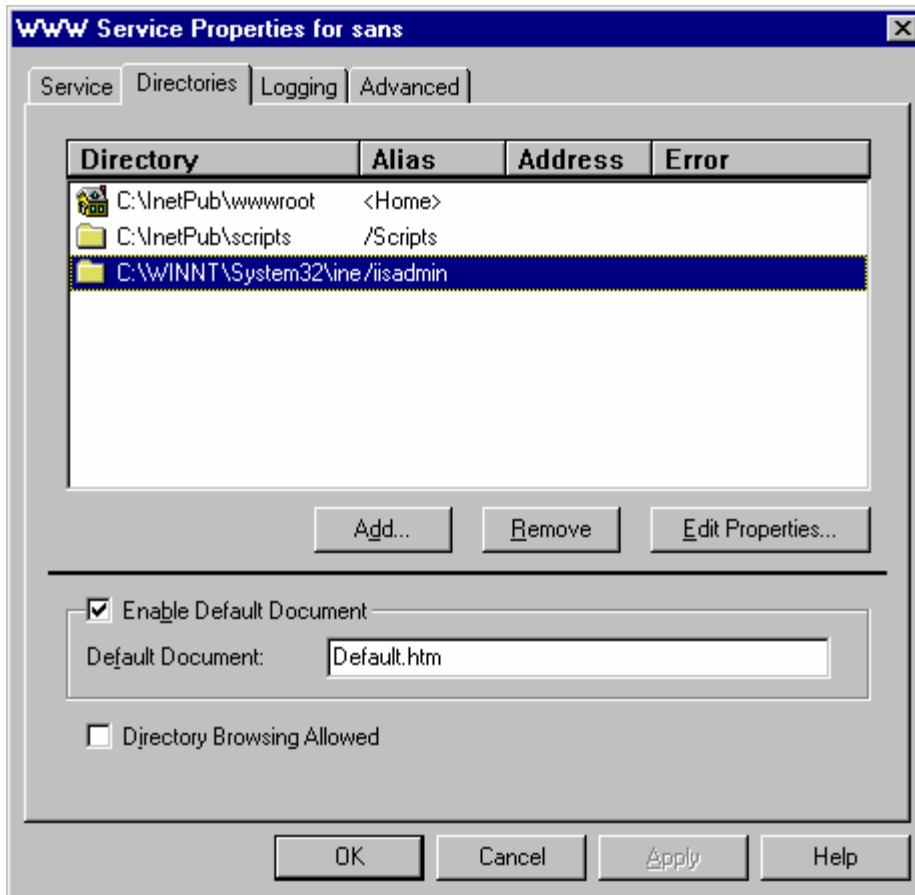 WWW Service Properties for sans
Service Directories Logging Advanced
Directory Alias Address Error
C:\InetPub\wwwroot <Home>
C:\InetPub\scripts /Scripts
C:\WINNT\System32\ine /iisadmin
Add... Remove Edit Properties...
Enable Default Document
Default Document: Default.htm
Directory Browsing Allowed
OK Cancel Apply Help